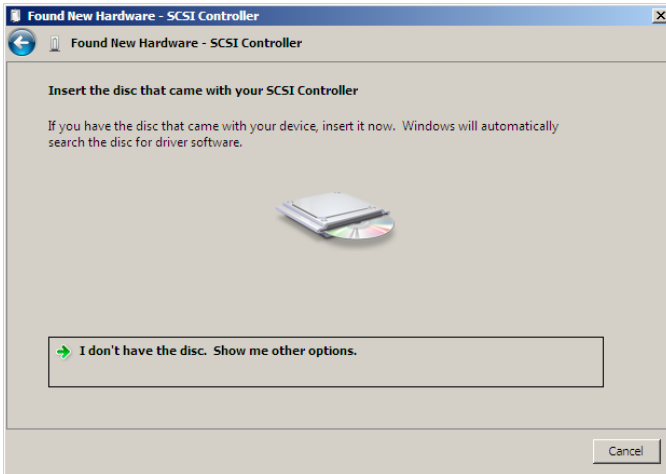 Found New Hardware - SCSI Controller
Found New Hardware - SCSI Controller
Insert the disc that came with your SCSI Controller
If you have the disc that came with your device, insert it now.  Windows will automatically
search the disc for driver software.
I don't have the disc.  Show me other options.
Cancel